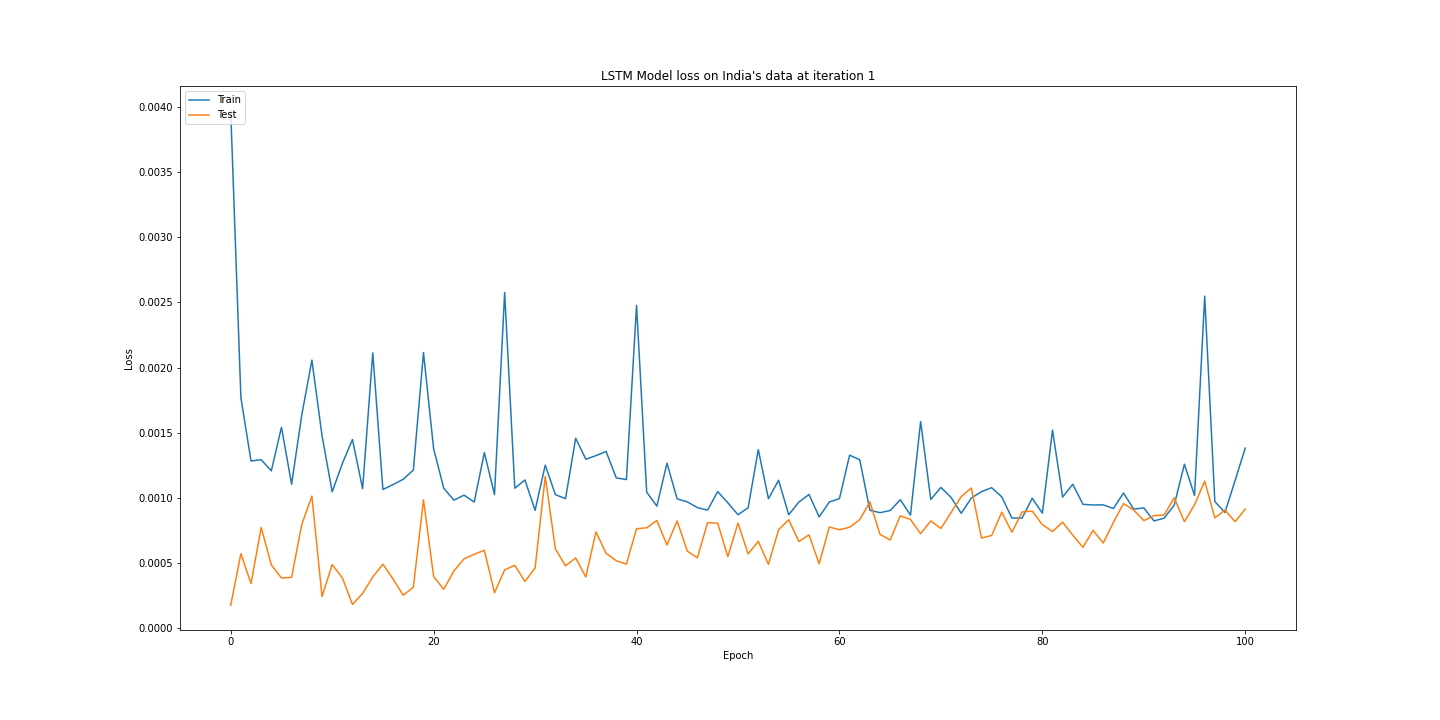 LSTM Model loss on India's data at iteration 1
Train
Test
0.0040
0.0035
0.0030
0.0025
0.0020
0.0015
0.0010
0.0005
0.0000
Loss
0 20 40 60 80 100
Epoch